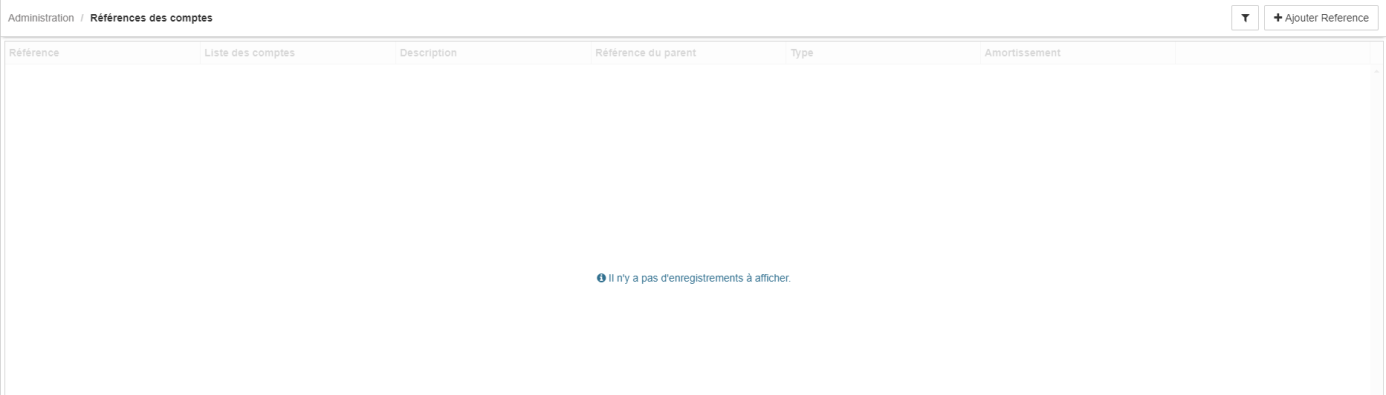 Administration / Références des comptes
Ajouter Reference
Référence Liste des comptes Description Référence du parent Type Amortissement
Il n'y a pas d'enregistrements à afficher.